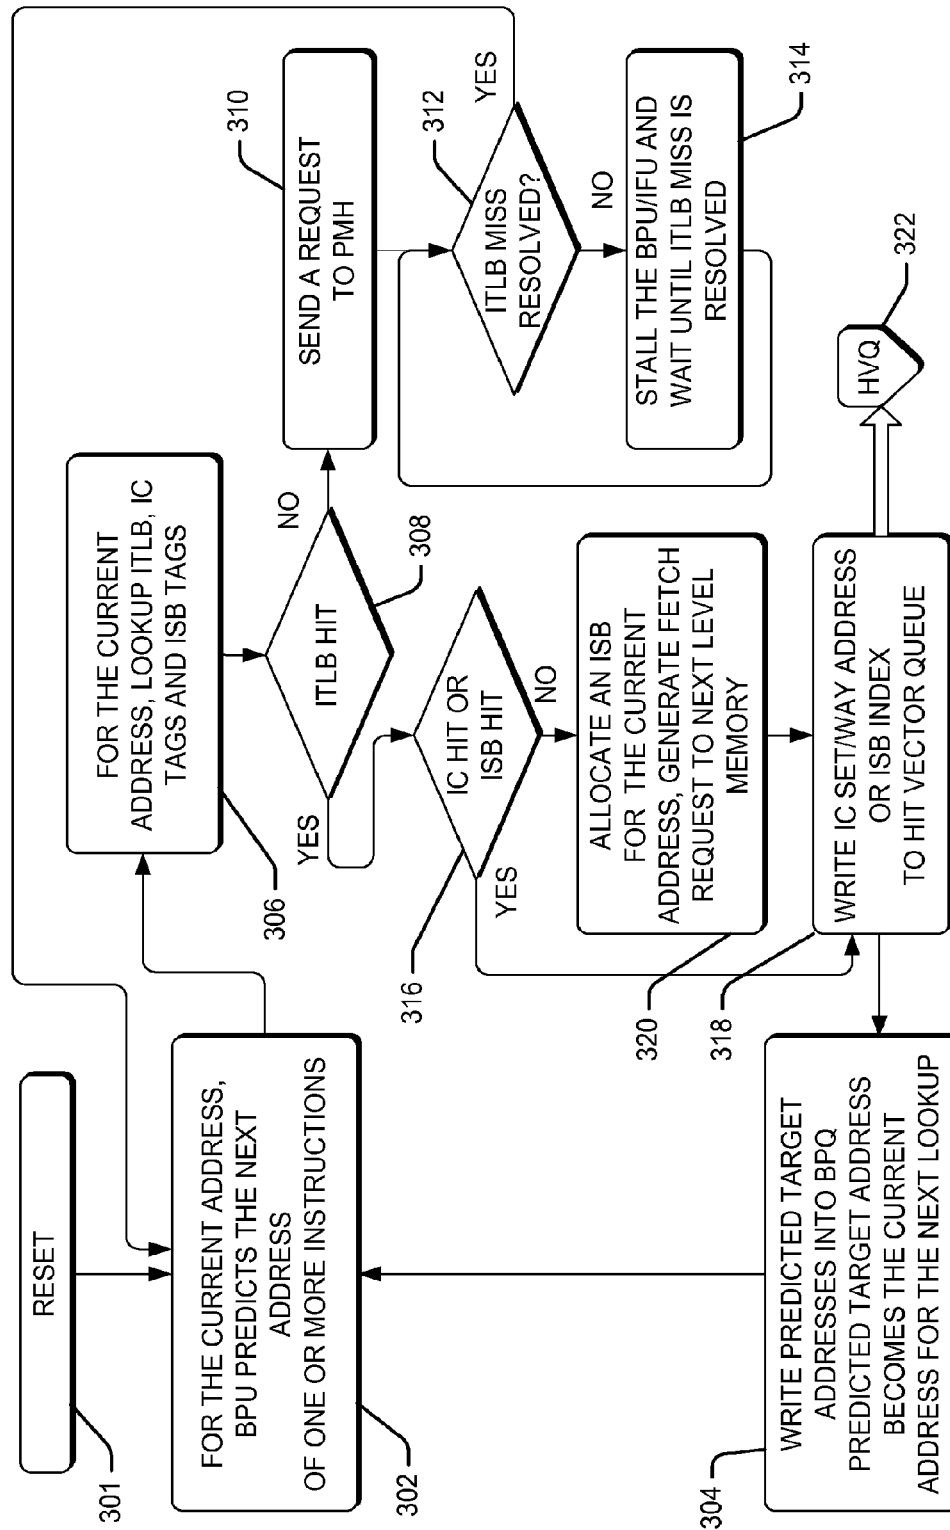 RESET
301
FOR THE CURRENT ADDRESS,
BPU PREDICTS THE NEXT
ADDRESS
OF ONE OR MORE INSTRUCTIONS
302
WRITE PREDICTED TARGET
ADDRESSES INTO BPQ
PREDICTED TARGET ADDRESS
BECOMES THE CURRENT
ADDRESS FOR THE NEXT LOOKUP
304
FOR THE CURRENT
ADDRESS, LOOKUP ITLB, IC
TAGS AND ISB TAGS
306
ITLB HIT
308
NO
YES
SEND A REQUEST
TO PMH
310
ITLB MISS
RESOLVED?
312
YES
NO
STALL THE BPU/IFU AND
WAIT UNTIL ITLB MISS IS
RESOLVED
314
IC HIT OR
ISB HIT
316
YES
NO
ALLOCATE AN ISB
FOR THE CURRENT
ADDRESS, GENERATE FETCH
REQUEST TO NEXT LEVEL
MEMORY
320
WRITE IC SET/WAY ADDRESS
OR ISB INDEX
TO HIT VECTOR QUEUE
318
HVQ
322